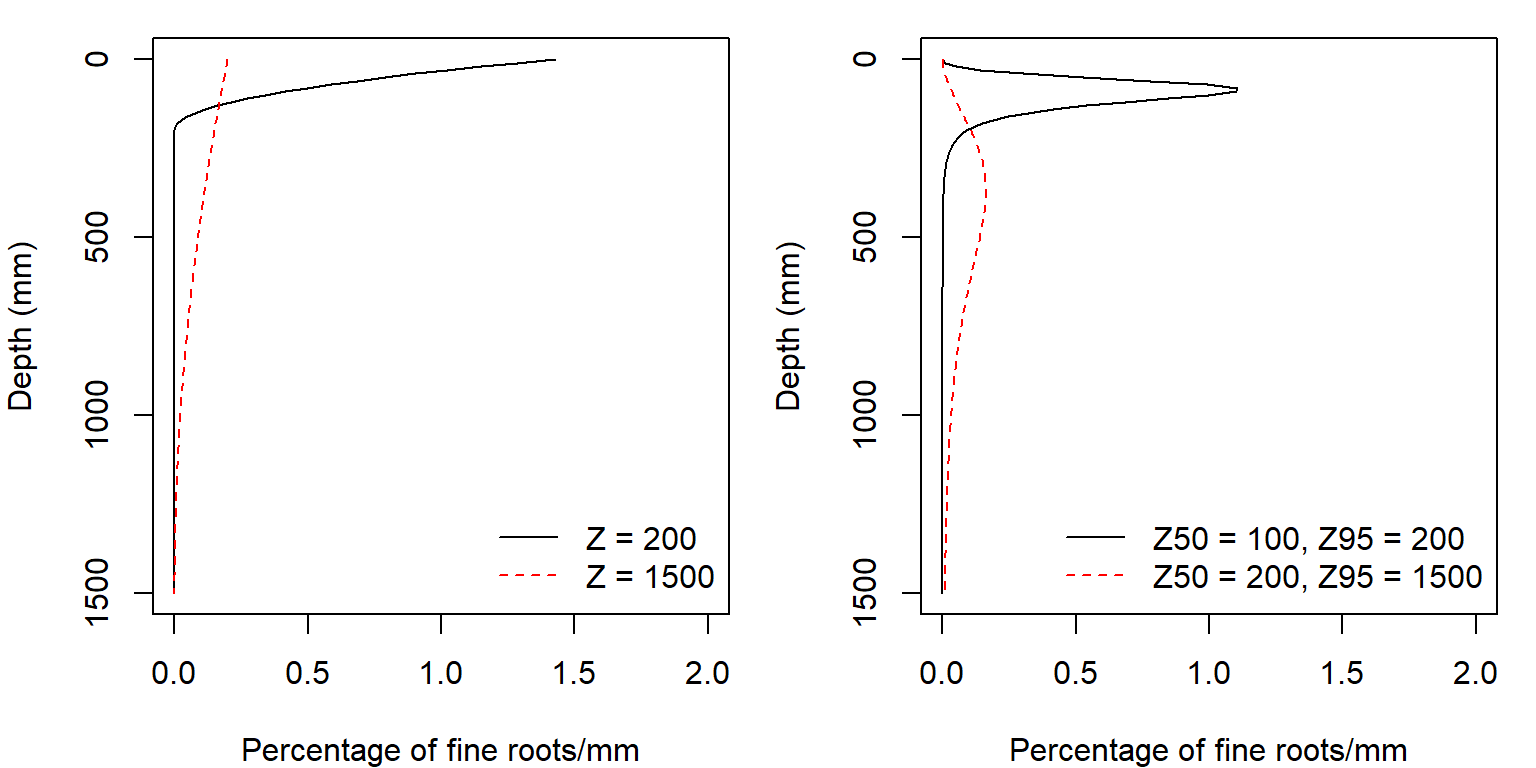 Depth (mm)
0
500
1000
1500
Z = 200
Z = 1500
0.0 0.5 1.0 1.5 2.0
Percentage of fine roots/mm
Depth (mm)
0
500
1000
1500
Z50 = 100, Z95 = 200
Z50 = 200, Z95 = 1500
0.0 0.5 1.0 1.5 2.0
Percentage of fine roots/mm